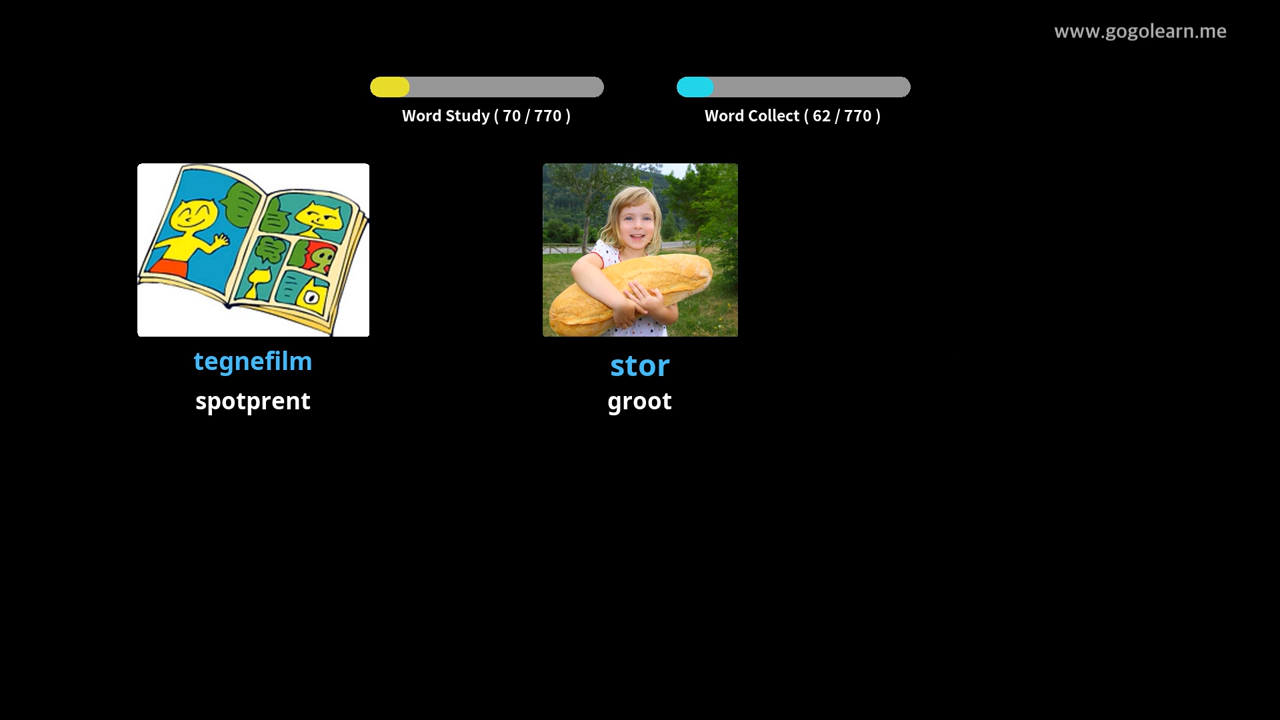 www.gogolearn.me
Word Study ( 70 / 770 )
Word Collect ( 62 / 770 )
tegnefilm
spotprent
stor
groot